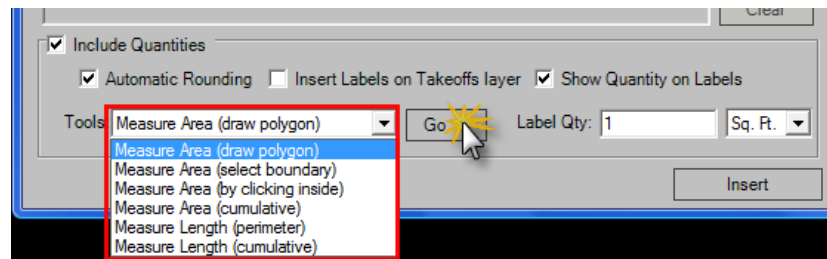 Clear
Include Quantities
Automatic Rounding Insert Labels on Takeoffs layer Show Quantity on Labels
Tools Measure Area (draw polygon) Go Label Qty: 1 Sq. Ft.
Measure Area (draw polygon)
Measure Area (select boundary)
Measure Area (by clicking inside)
Measure Area (cumulative)
Measure Length (perimeter)
Measure Length (cumulative)
Insert